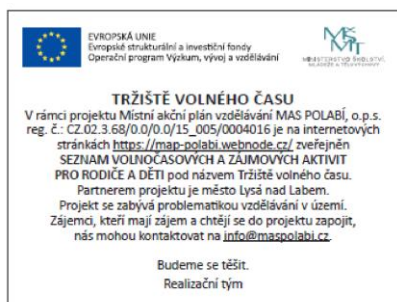 EVROPSKÁ UNIE
Evropské strukturální a investiční fondy
Operační program Výzkum, vývoj a vzdělávání
MINISTERSTVO ŠKOLSTVÍ,
MLÁDEŽE A TĚLOVÝCHOVY
TRŽIŠTĚ VOLNÉHO ČASU
V rámci projektu Místní akční plán vzdělávání MAS POLABÍ, o.p.s.
reg. č.: CZ.02.3.68/0.0/0.0/15_005/0004016 je na internetových
stránkách https://map-polabi.webnode.cz/ zveřejněn
SEZNAM VOLNOČASOVÝCH A ZÁJMOVÝCH AKTIVIT
PRO RODIČE A DĚTI pod názvem Tržiště volného času.
Partnerem projektu je město Lysá nad Labem.
Projekt se zabývá problematikou vzdělávání v území.
Zájemci, kteří mají zájem a chtějí se do projektu zapojit,
nás mohou kontaktovat na info@maspolabi.cz.
Budeme se těšit.
Realizační tým